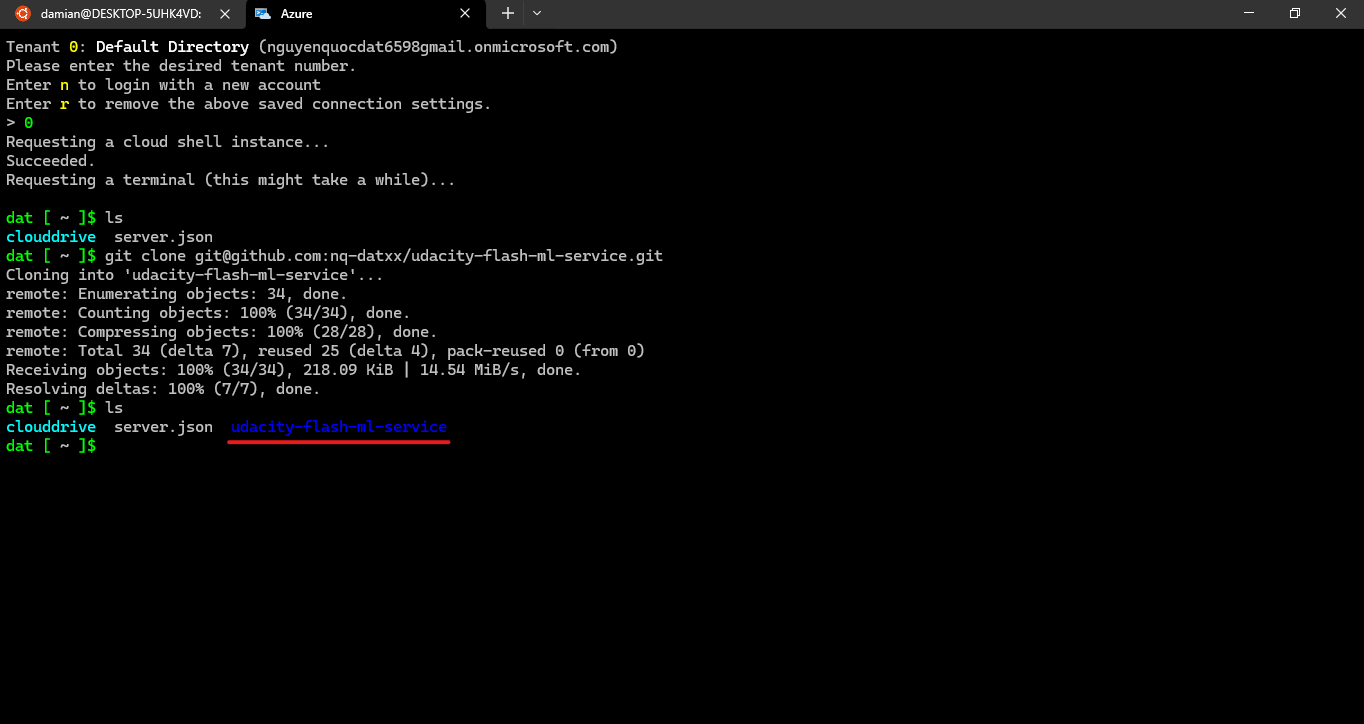 damian@DESKTOP-5UHK4VD:
Azure
Tenant 0: Default Directory (nguyenquocdat6598gmail.onmicrosoft.com)
Please enter the desired tenant number.
Enter n to login with a new account
Enter r to remove the above saved connection settings.
> 0
Requesting a cloud shell instance...
Succeeded.
Requesting a terminal (this might take a while)...
dat [ ~ ]$ ls
clouddrive  server.json
dat [ ~ ]$ git clone git@github.com:nq-datxx/udacity-flash-ml-service.git
Cloning into 'udacity-flash-ml-service'...
remote: Enumerating objects: 34, done.
remote: Counting objects: 100% (34/34), done.
remote: Compressing objects: 100% (28/28), done.
remote: Total 34 (delta 7), reused 25 (delta 4), pack-reused 0 (from 0)
Receiving objects: 100% (34/34), 218.09 KiB | 14.54 MiB/s, done.
Resolving deltas: 100% (7/7), done.
dat [ ~ ]$ ls
clouddrive  server.json  udacity-flash-ml-service
dat [ ~ ]$